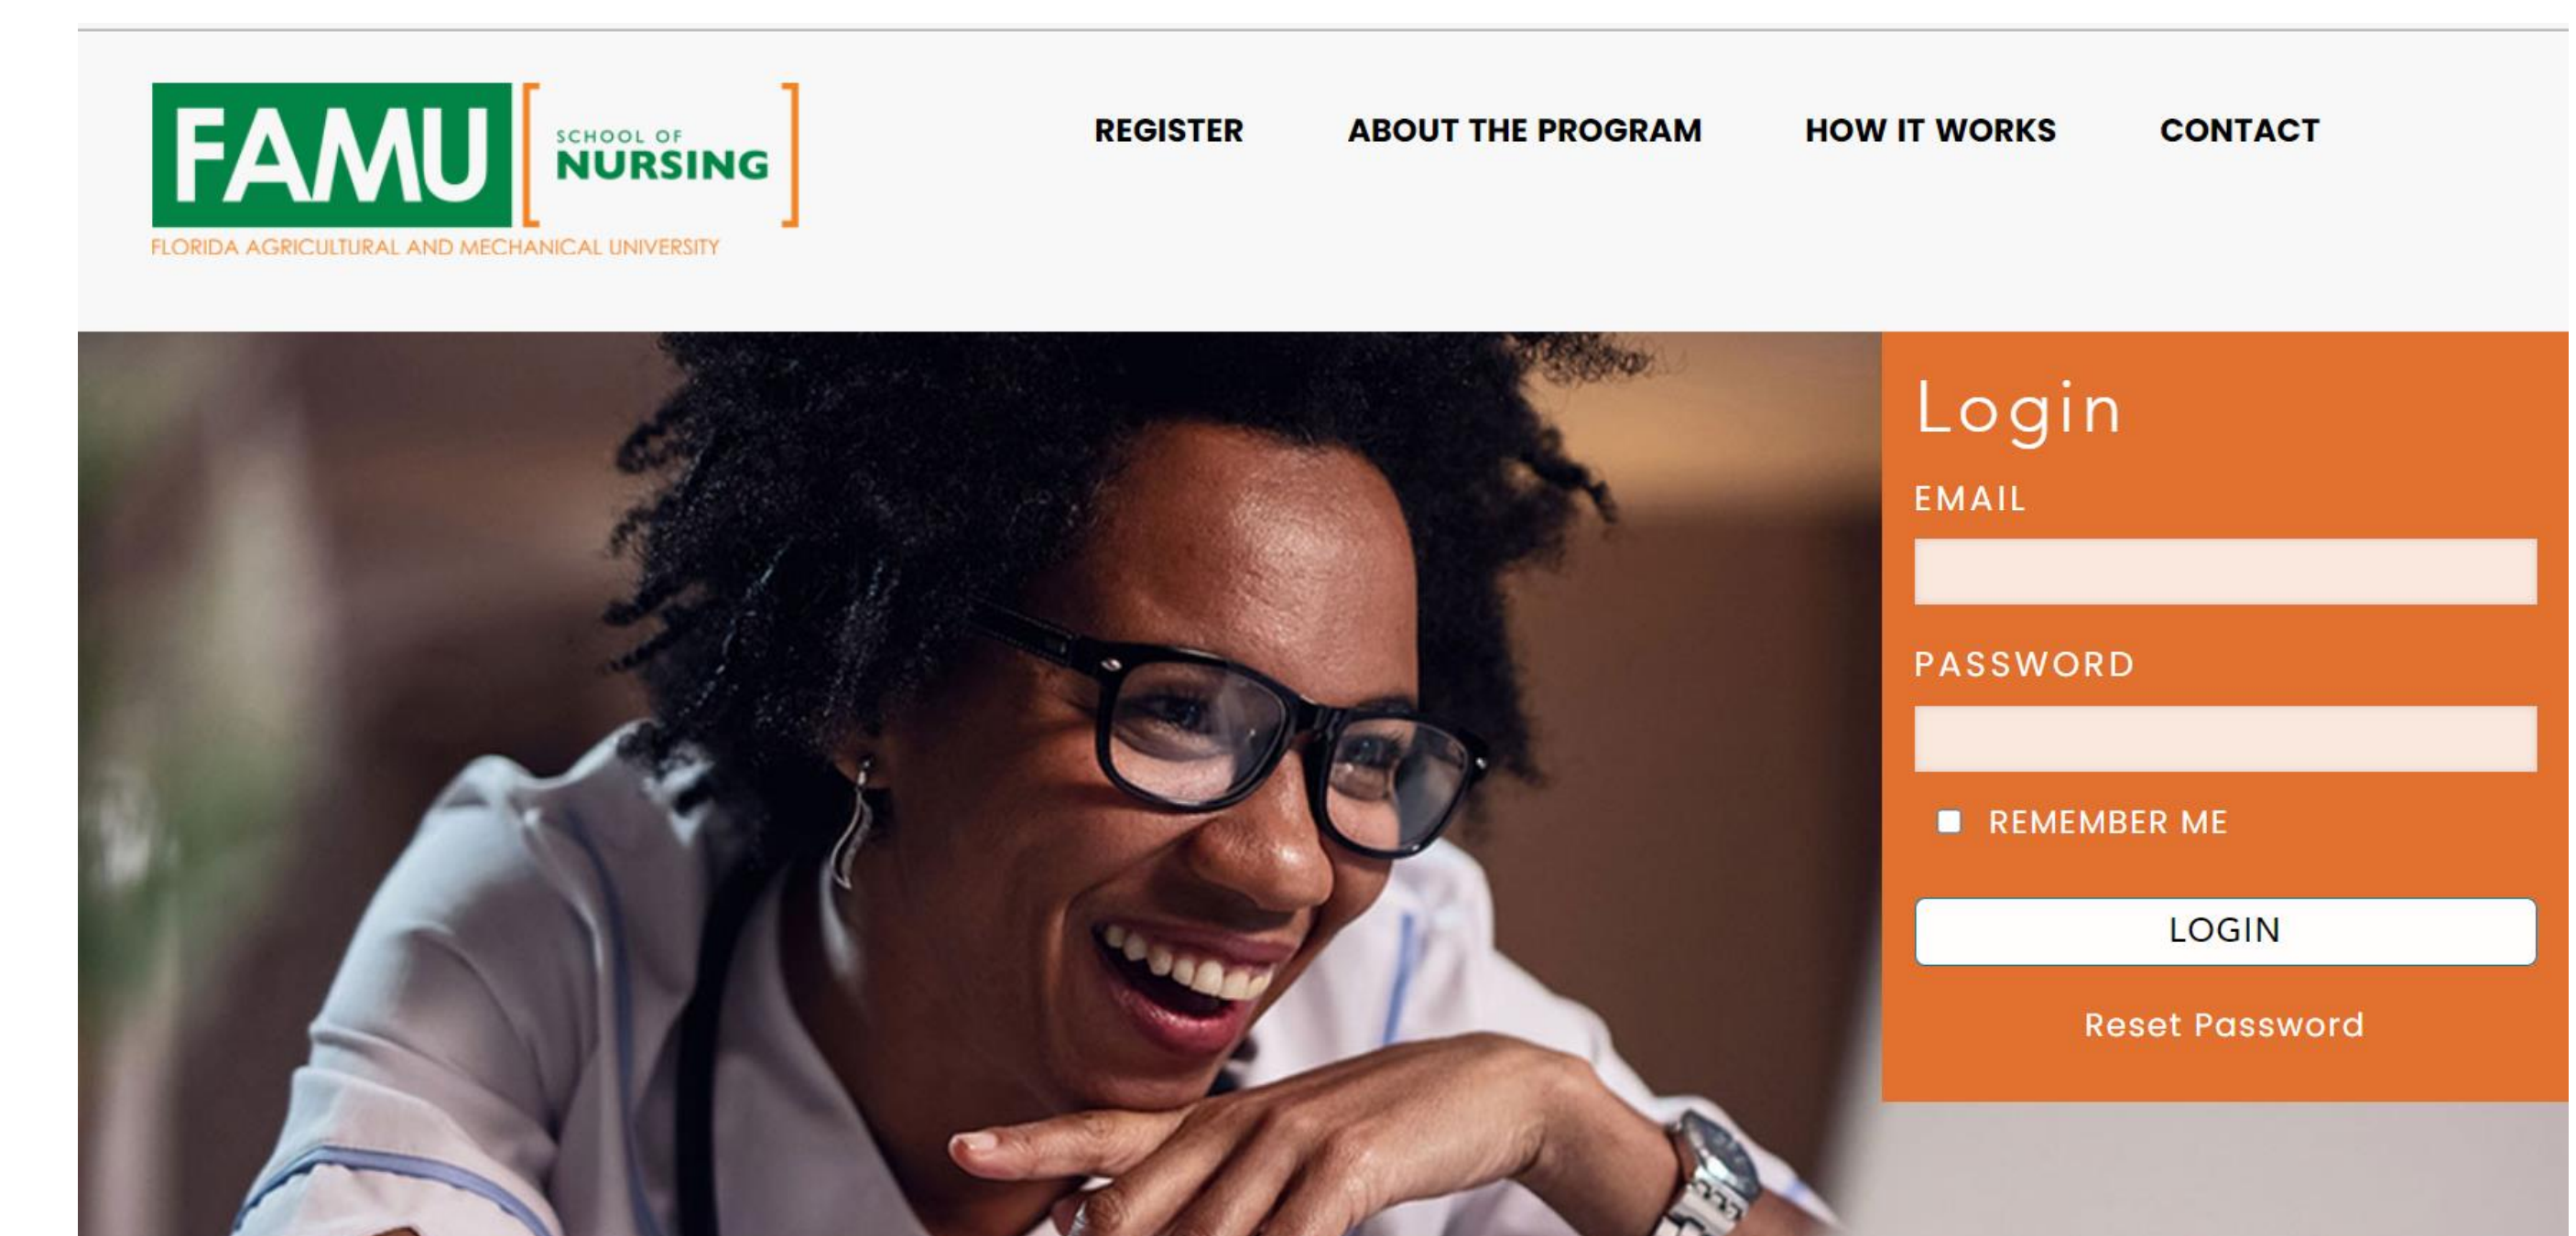 FAMU
SCHOOL OF
NURSING
FLORIDA AGRICULTURAL AND MECHANICAL UNIVERSITY
REGISTER
ABOUT THE PROGRAM
HOW IT WORKS
CONTACT
Login
EMAIL
PASSWORD
REMEMBER ME
LOGIN
Reset Password